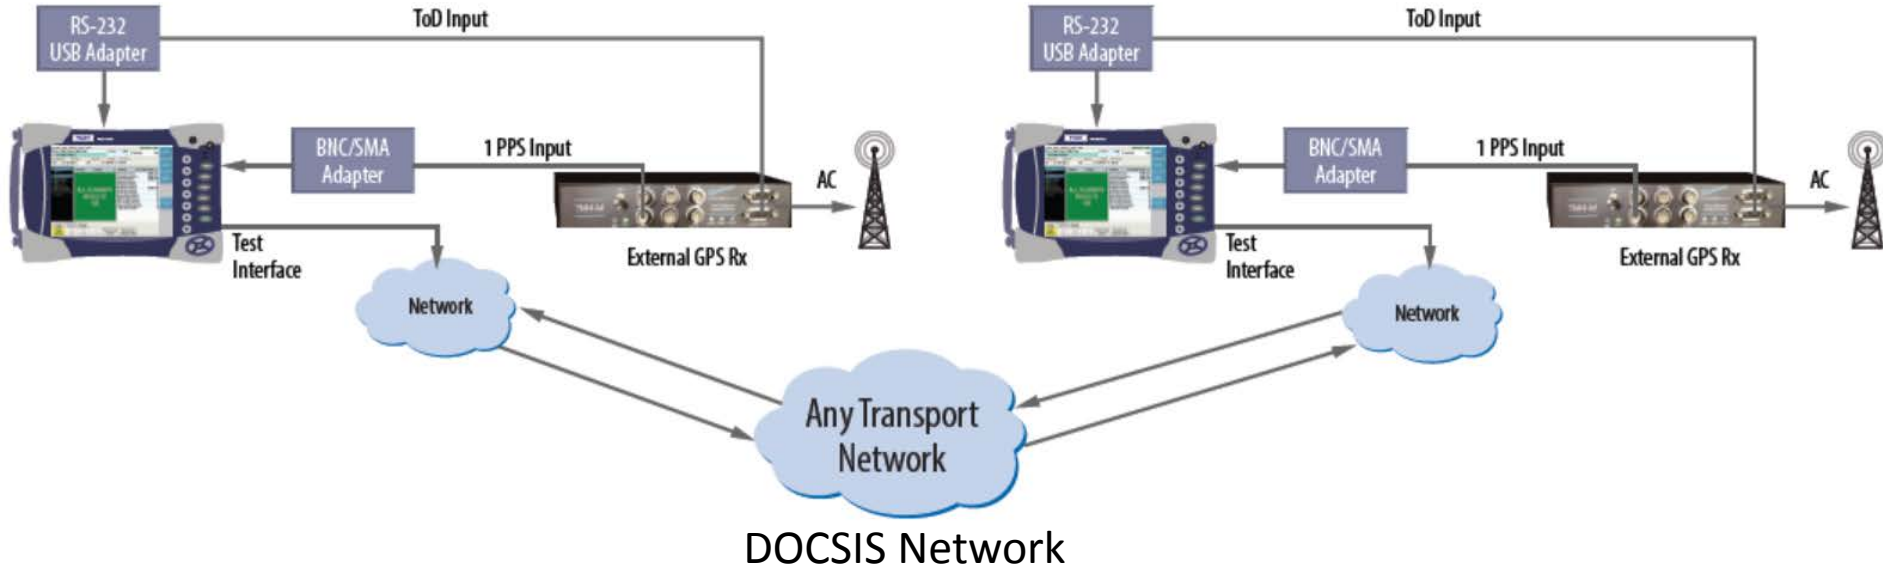 RS-232
USB Adapter
ToD Input
BNC/SMA
Adapter
1 PPS Input
AC
External GPS Rx
Test
Interface
Network
RS-232
USB Adapter
ToD Input
BNC/SMA
Adapter
1 PPS Input
AC
External GPS Rx
Test
Interface
Network
Any Transport
Network
DOCSIS Network